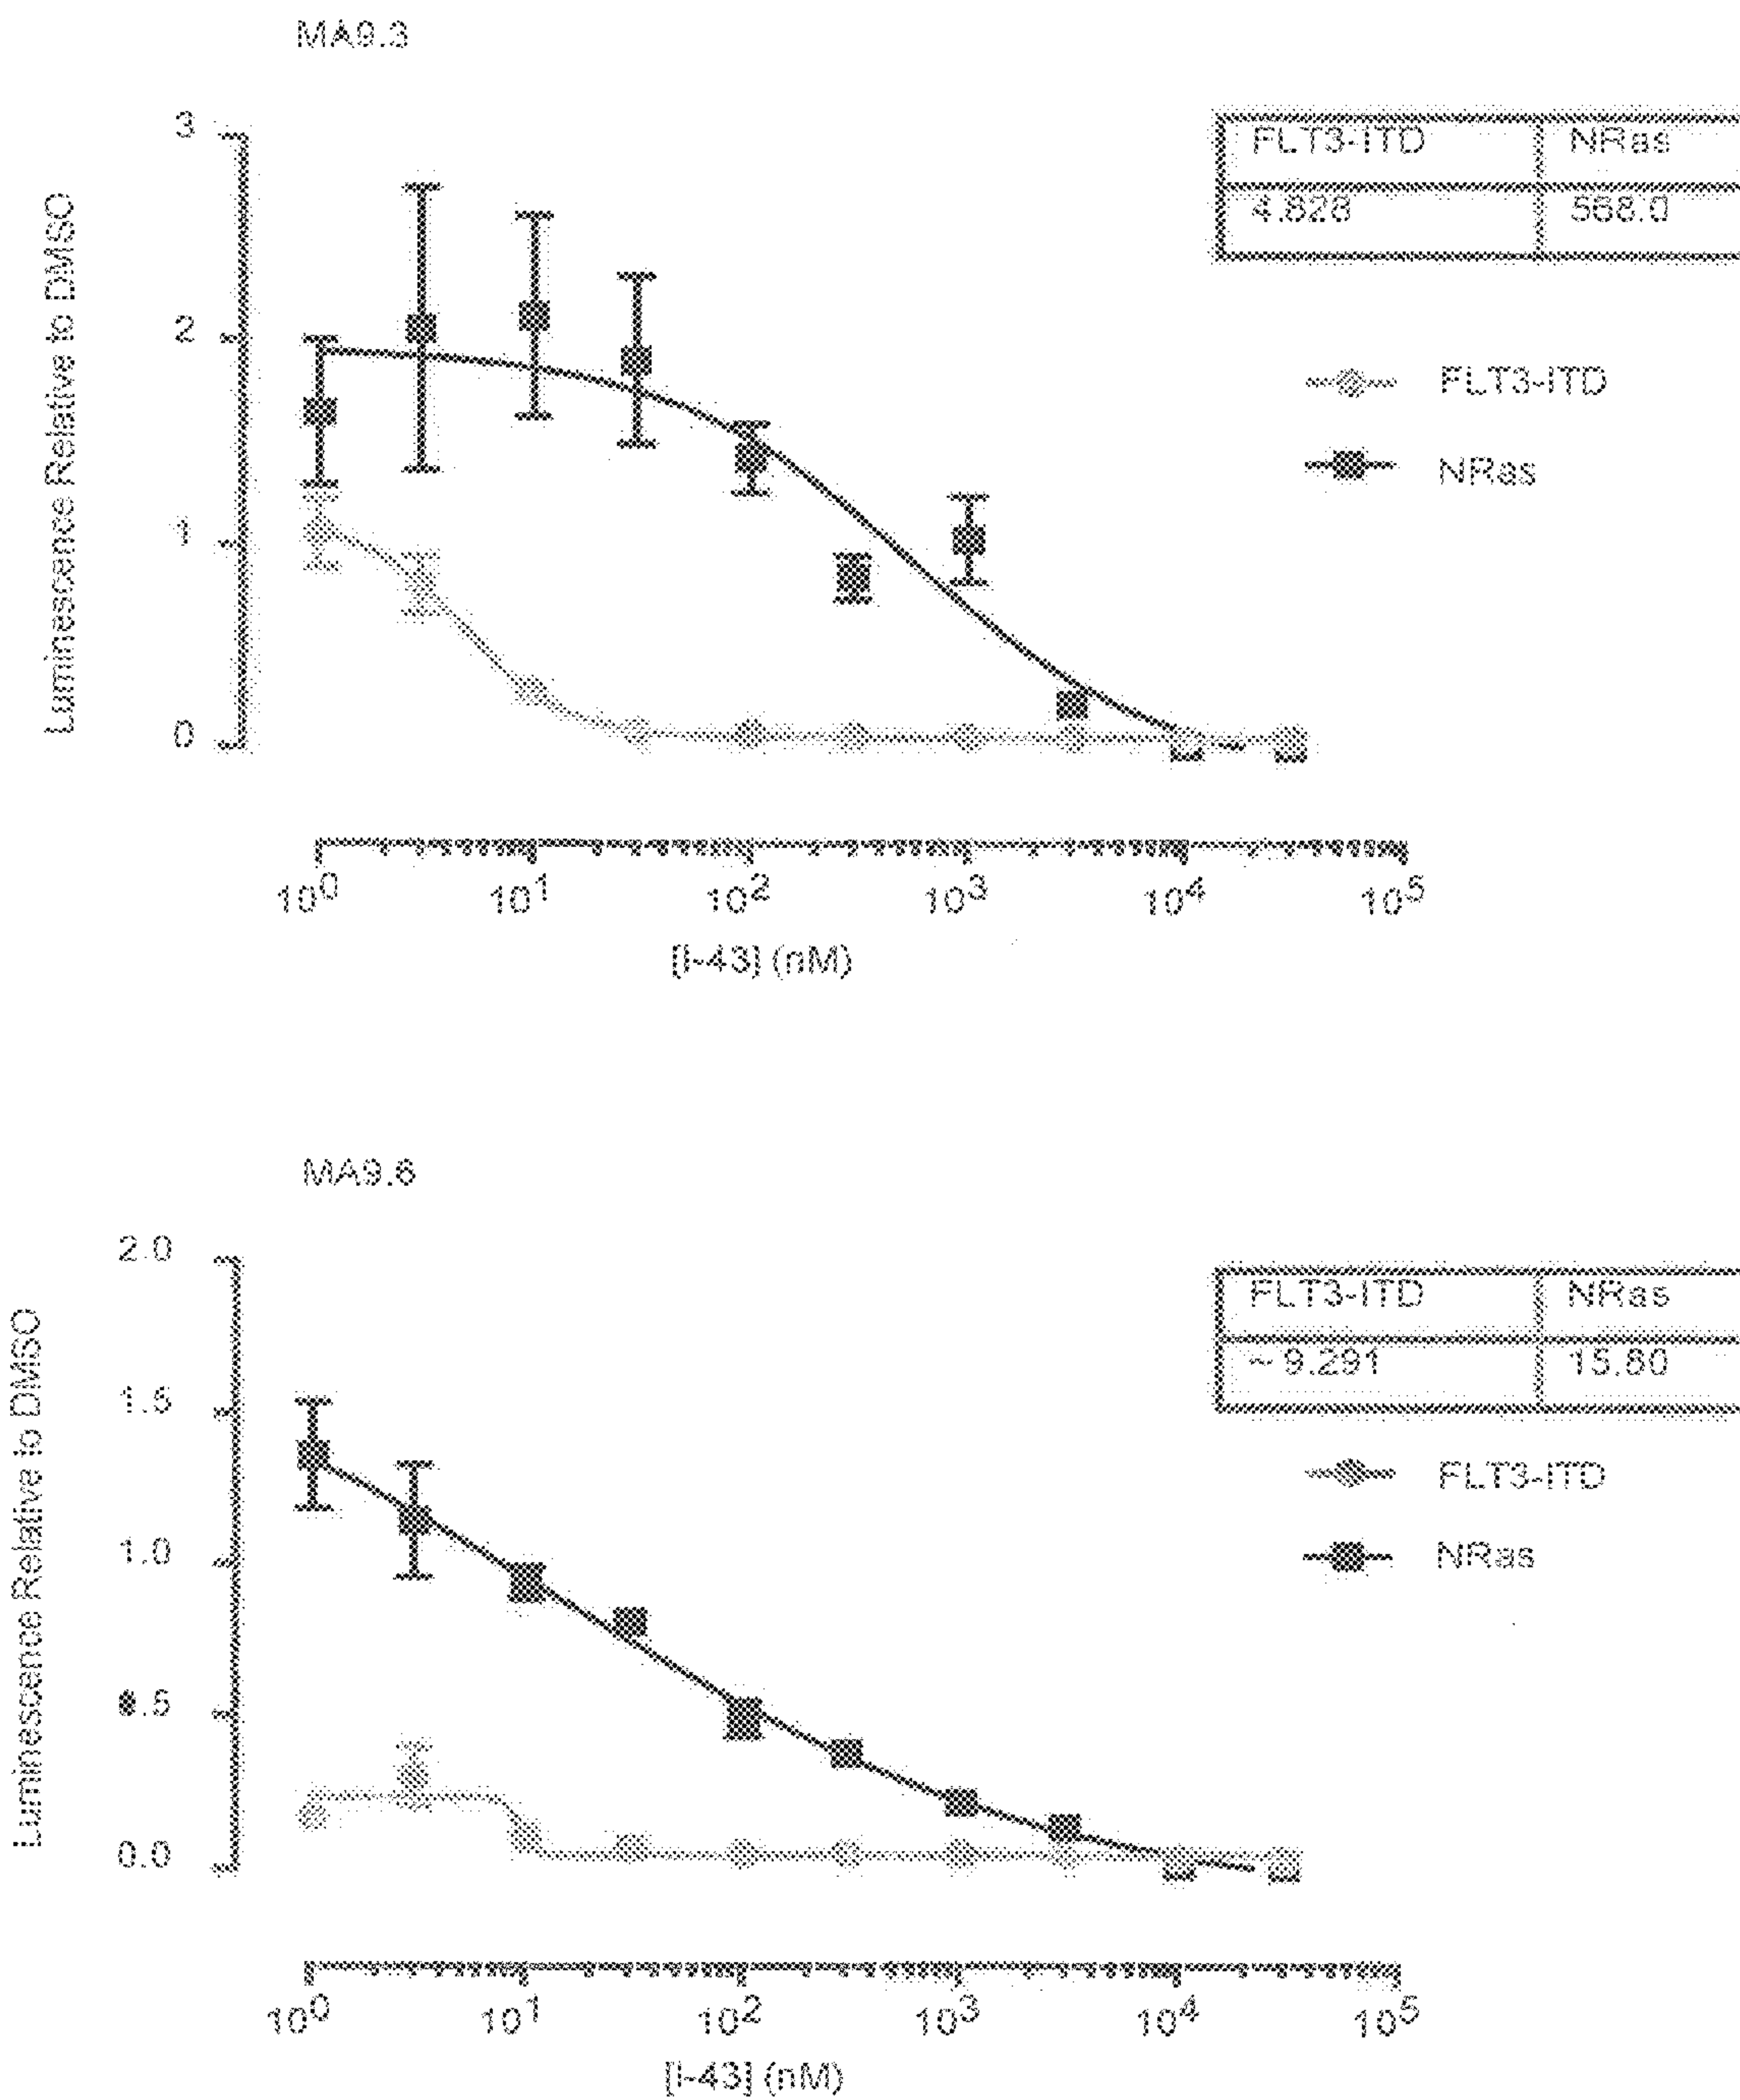 MA9.3
3
2
1
0
Luminescence Relative to DMSO
FLT3-ITD NRas
4.828 568.0
FLT3-ITD
NRas
10^0 10^1 10^2 10^3 10^4 10^5
[I-43] (nM)
MA9.6
2.0
1.5
1.0
0.5
0.0
Luminescence Relative to DMSO
FLT3-ITD NRas
~ 9.291 15.80
FLT3-ITD
NRas
10^0 10^1 10^2 10^3 10^4 10^5
[I-43] (nM)